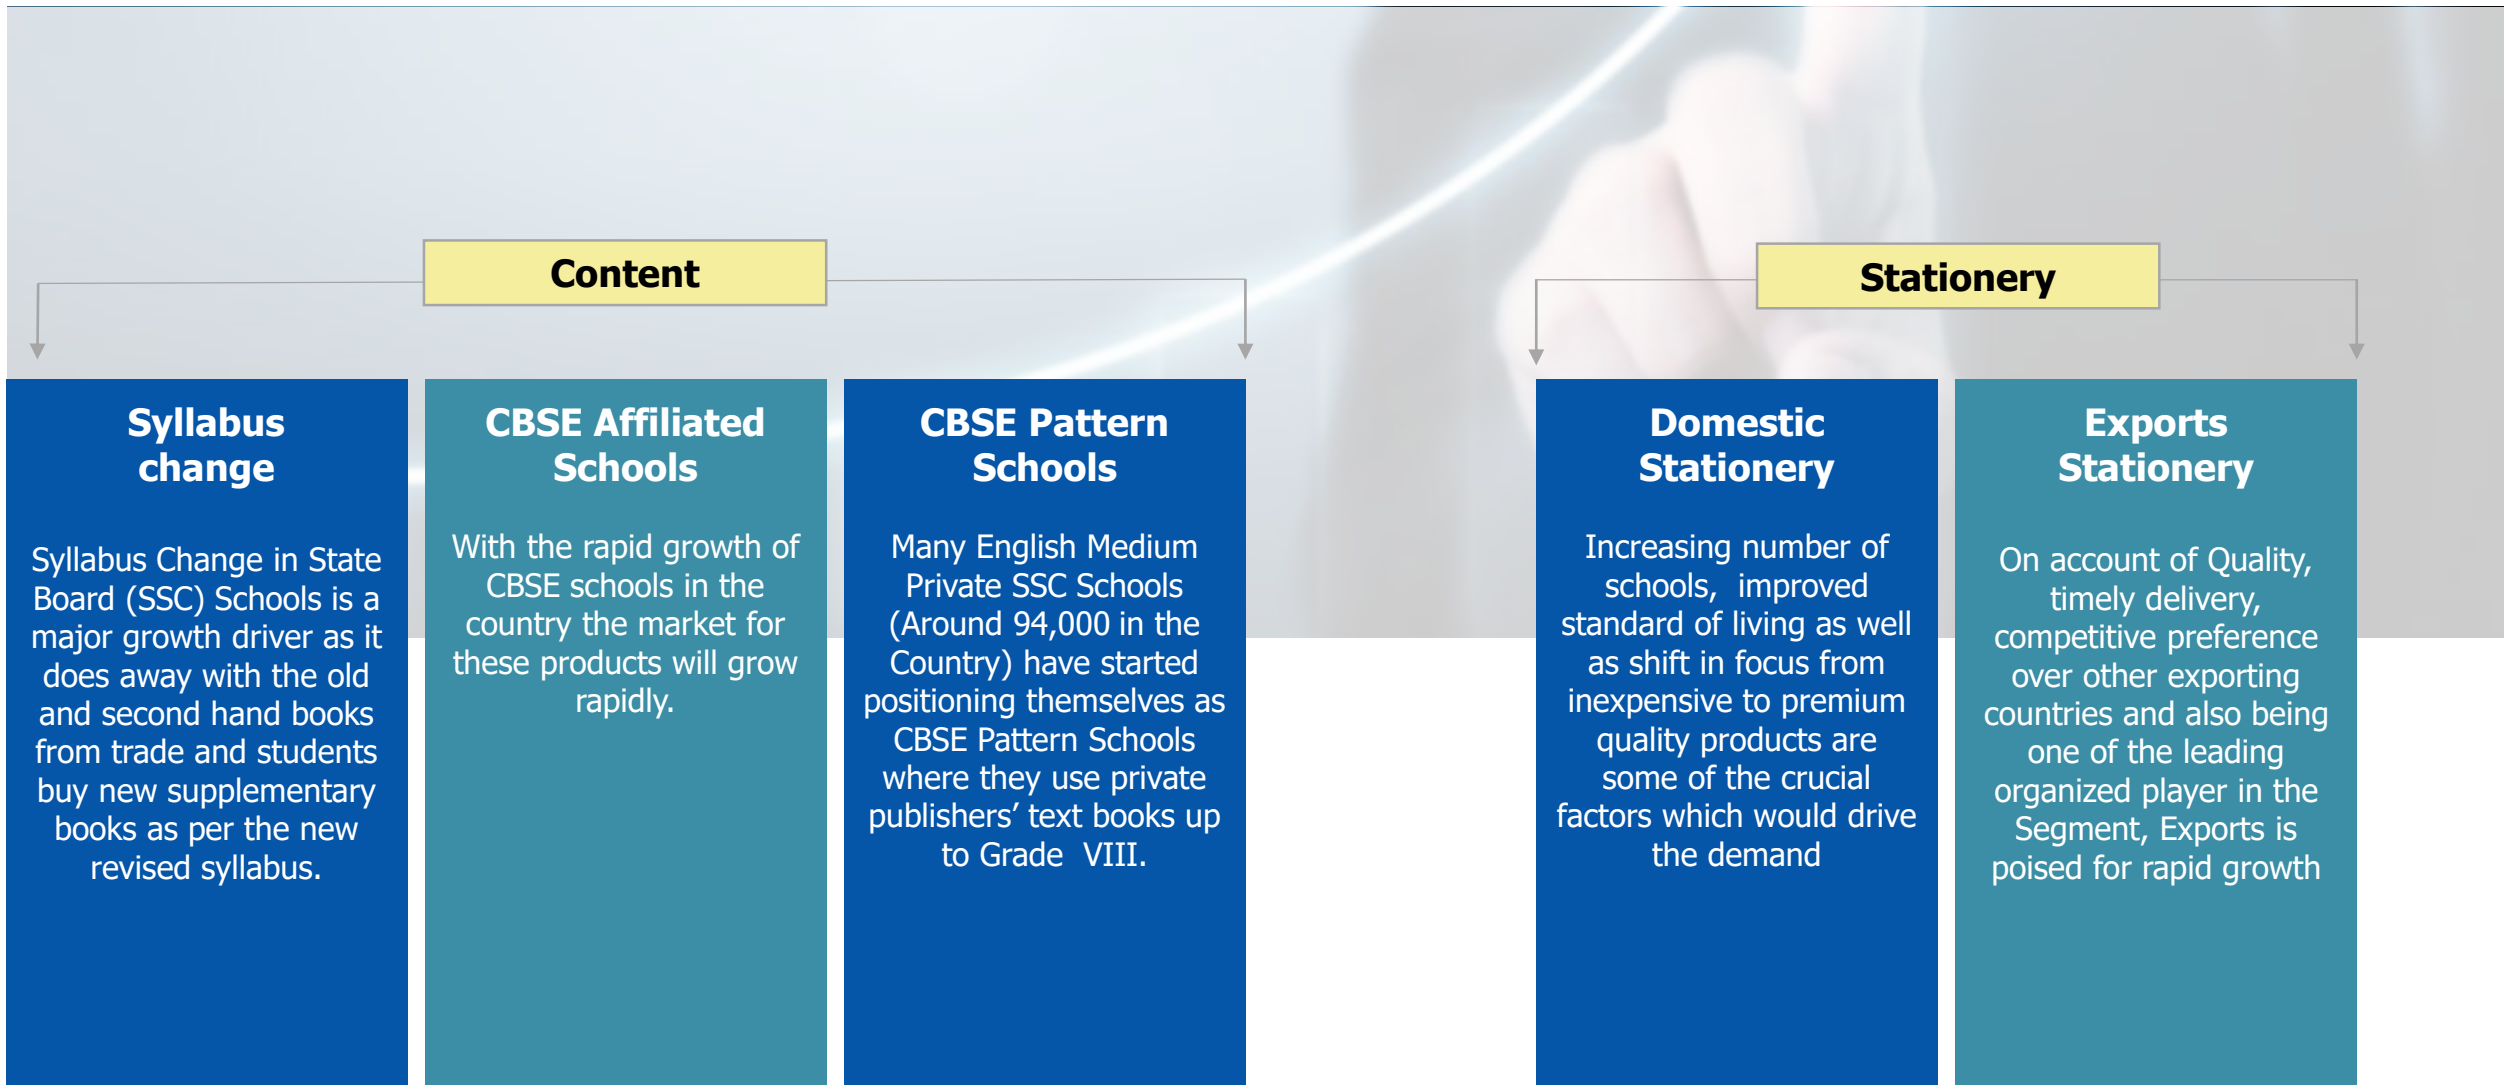 Content
Syllabus
change
Syllabus Change in State
Board (SSC) Schools is a
major growth driver as it
does away with the old
and second hand books
from trade and students
buy new supplementary
books as per the new
revised syllabus.
CBSE Affiliated
Schools
With the rapid growth of
CBSE schools in the
country the market for
these products will grow
rapidly.
CBSE Pattern
Schools
Many English Medium
Private SSC Schools
(Around 94,000 in the
Country) have started
positioning themselves as
CBSE Pattern Schools
where they use private
publishers’ text books up
to Grade  VIII.
Stationery
Domestic
Stationery
Increasing number of
schools,  improved
standard of living as well
as shift in focus from
inexpensive to premium
quality products are
some of the crucial
factors which would drive
the demand
Exports
Stationery
On account of Quality,
timely delivery,
competitive preference
over other exporting
countries and also being
one of the leading
organized player in the
Segment, Exports is
poised for rapid growth